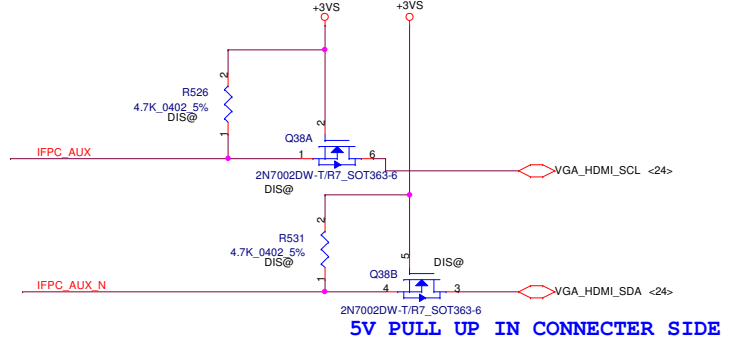 +3VS
+3VS
2
R526
4.7K_0402_5%
DIS@
1
2
Q38A
IFPC_AUX
1
6
2N7002DW-T/R7_SOT363-6
DIS@
VGA_HDMI_SCL <24>
2
R531
4.7K_0402_5%
DIS@
1
5
DIS@
Q38B
IFPC_AUX_N
4
3
VGA_HDMI_SDA <24>
2N7002DW-T/R7_SOT363-6
5V PULL UP IN CONNECTER SIDE